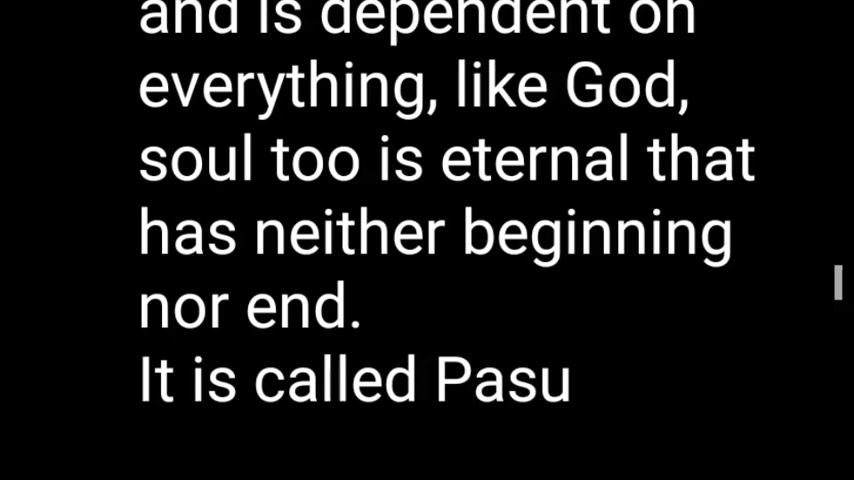 and is dependent on
everything, like God,
soul too is eternal that
has neither beginning
nor end.
It is called Pasu